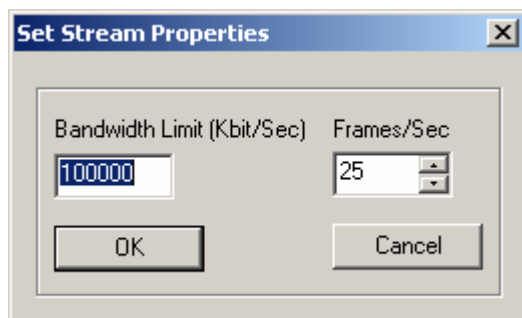 Set Stream Properties
Bandwidth Limit (Kbit/Sec) Frames/Sec
100000 25
OK Cancel